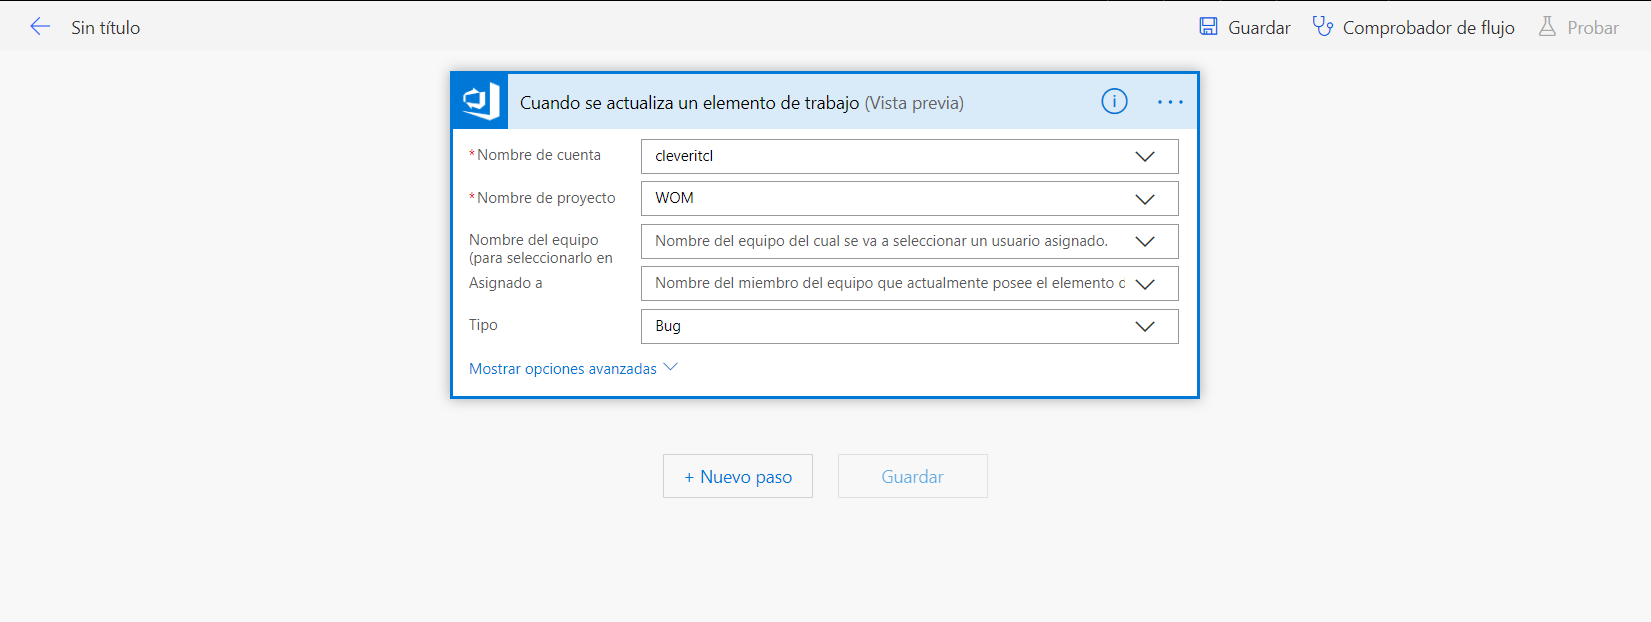 Sin título
Guardar
Comprobador de flujo
Probar
Cuando se actualiza un elemento de trabajo (Vista previa)
*Nombre de cuenta
cleveritcl
*Nombre de proyecto
WOM
Nombre del equipo
(para seleccionarlo en
Nombre del equipo del cual se va a seleccionar un usuario asignado.
Asignado a
Nombre del miembro del equipo que actualmente posee el elemento d
Tipo
Bug
Mostrar opciones avanzadas
+ Nuevo paso
Guardar